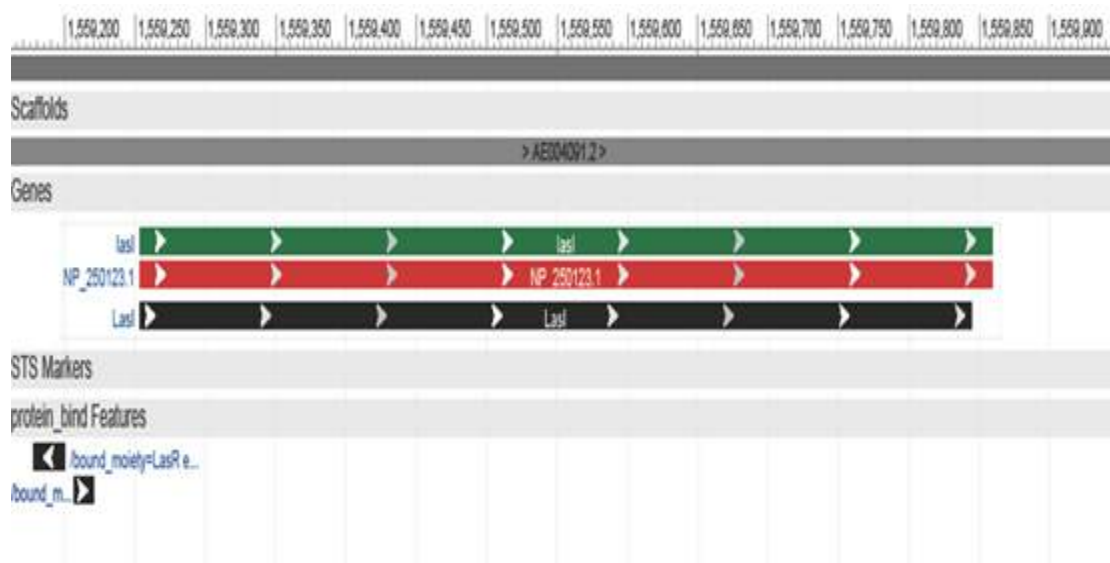 1,559,200 1,559,250 1,559,300 1,559,350 1,559,400 1,559,450 1,559,500 1,559,550 1,559,600 1,559,650 1,559,700 1,559,750 1,559,800 1,559,850 1,559,900
Scaffolds
> AE004091.2 >
Genes
lasI lasI
NP_250123.1 NP_250123.1
LasI LasI
STS Markers
protein_bind Features
/bound_moiety=LasR e...
/bound_m...